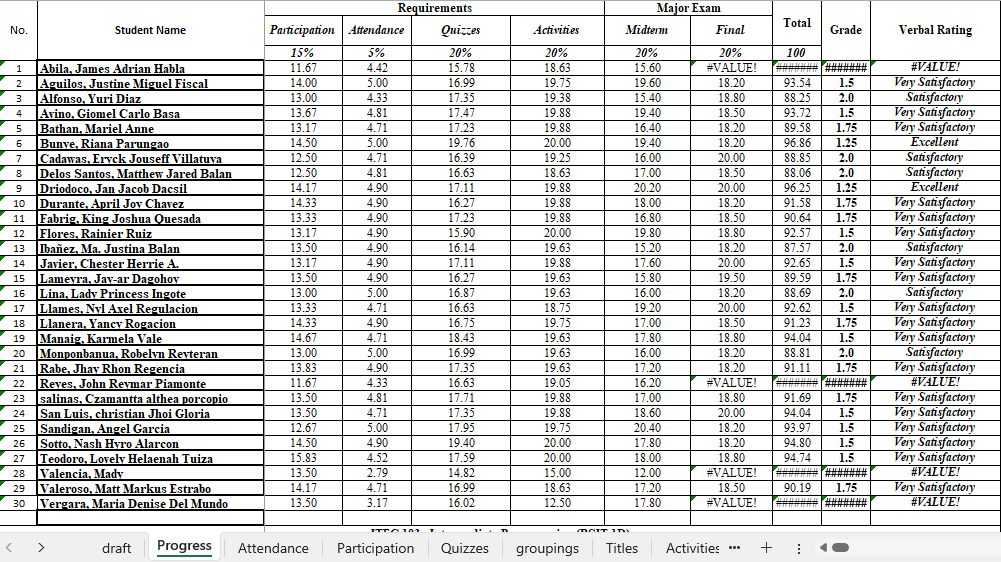 Requirements Major Exam
No. Student Name Participation Attendance Quizzes Activities Midterm Final Total Grade Verbal Rating
15% 5% 20% 20% 20% 20% 100
1 Abila, James Adrian Habla 11.67 4.42 15.78 18.63 15.60 #VALUE! ####### ####### #VALUE!
2 Aguilos, Justine Miguel Fiscal 14.00 5.00 16.99 19.75 19.60 18.20 93.54 1.5 Very Satisfactory
3 Alfonso, Yuri Diaz 13.00 4.33 17.35 19.38 15.40 18.80 88.25 2.0 Satisfactory
4 Avino, Giomel Carlo Basa 13.67 4.81 17.47 19.88 19.40 18.50 93.72 1.5 Very Satisfactory
5 Bathan, Mariel Anne 13.17 4.71 17.23 19.88 16.40 18.20 89.58 1.75 Very Satisfactory
6 Bunye, Riana Parungao 14.50 5.00 19.76 20.00 19.40 18.20 96.86 1.25 Excellent
7 Cadawas, Eryck Jouseff Villatuya 12.50 4.71 16.39 19.25 16.00 20.00 88.85 2.0 Satisfactory
8 Delos Santos, Matthew Jared Balan 12.50 4.81 16.63 18.63 17.00 18.50 88.06 2.0 Satisfactory
9 Driodoco, Jan Jacob Dacsil 14.17 4.90 17.11 19.88 20.20 20.00 96.25 1.25 Excellent
10 Durante, April Joy Chavez 14.33 4.90 16.27 19.88 18.00 18.20 91.58 1.75 Very Satisfactory
11 Fabrig, King Joshua Quesada 13.33 4.90 17.23 19.88 16.80 18.50 90.64 1.75 Very Satisfactory
12 Flores, Rainier Ruiz 13.17 4.90 15.90 20.00 19.80 18.80 92.57 1.5 Very Satisfactory
13 Ibañez, Ma. Justina Balan 13.50 4.90 16.14 19.63 15.20 18.20 87.57 2.0 Satisfactory
14 Javier, Chester Herrie A. 13.17 4.90 17.11 19.88 17.60 20.00 92.65 1.5 Very Satisfactory
15 Lameyra, Jay-ar Dagohoy 13.50 4.90 16.27 19.63 15.80 19.50 89.59 1.75 Very Satisfactory
16 Lina, Lady Princess Ingote 13.00 5.00 16.87 19.63 16.00 18.20 88.69 2.0 Satisfactory
17 Llames, Nyl Axel Regulacion 13.33 4.71 16.63 18.75 19.20 20.00 92.62 1.5 Very Satisfactory
18 Llanera, Yancy Rogacion 14.33 4.90 16.75 19.75 17.00 18.50 91.23 1.75 Very Satisfactory
19 Manaig, Karmela Vale 14.67 4.71 18.43 19.63 17.80 18.80 94.04 1.5 Very Satisfactory
20 Monponbanua, Robelyn Reyteran 13.00 5.00 16.99 19.63 16.00 18.20 88.81 2.0 Satisfactory
21 Rabe, Jhay Rhon Regencia 13.83 4.90 17.35 19.63 17.20 18.20 91.11 1.75 Very Satisfactory
22 Reyes, John Reymar Piamonte 11.67 4.33 16.63 19.05 16.20 #VALUE! ####### ####### #VALUE!
23 salinas, Czamantta althea porcopio 13.50 4.81 17.71 19.88 17.00 18.80 91.69 1.75 Very Satisfactory
24 San Luis, christian Jhoi Gloria 13.50 4.71 17.35 19.88 18.60 20.00 94.04 1.5 Very Satisfactory
25 Sandigan, Angel Garcia 12.67 5.00 17.95 19.75 20.40 18.20 93.97 1.5 Very Satisfactory
26 Sotto, Nash Hyro Alarcon 14.50 4.90 19.40 20.00 17.80 18.20 94.80 1.5 Very Satisfactory
27 Teodoro, Lovely Helaenah Tuiza 15.83 4.52 17.59 20.00 18.00 18.80 94.74 1.5 Very Satisfactory
28 Valencia, Mady 13.50 2.79 14.82 15.00 12.00 #VALUE! ####### ####### #VALUE!
29 Valeroso, Matt Markus Estrabo 14.17 4.71 16.99 18.63 17.20 18.50 90.19 1.75 Very Satisfactory
30 Vergara, Maria Denise Del Mundo 13.50 3.17 16.02 12.50 17.80 #VALUE! ####### ####### #VALUE!
draft Progress Attendance Participation Quizzes groupings Titles Activities